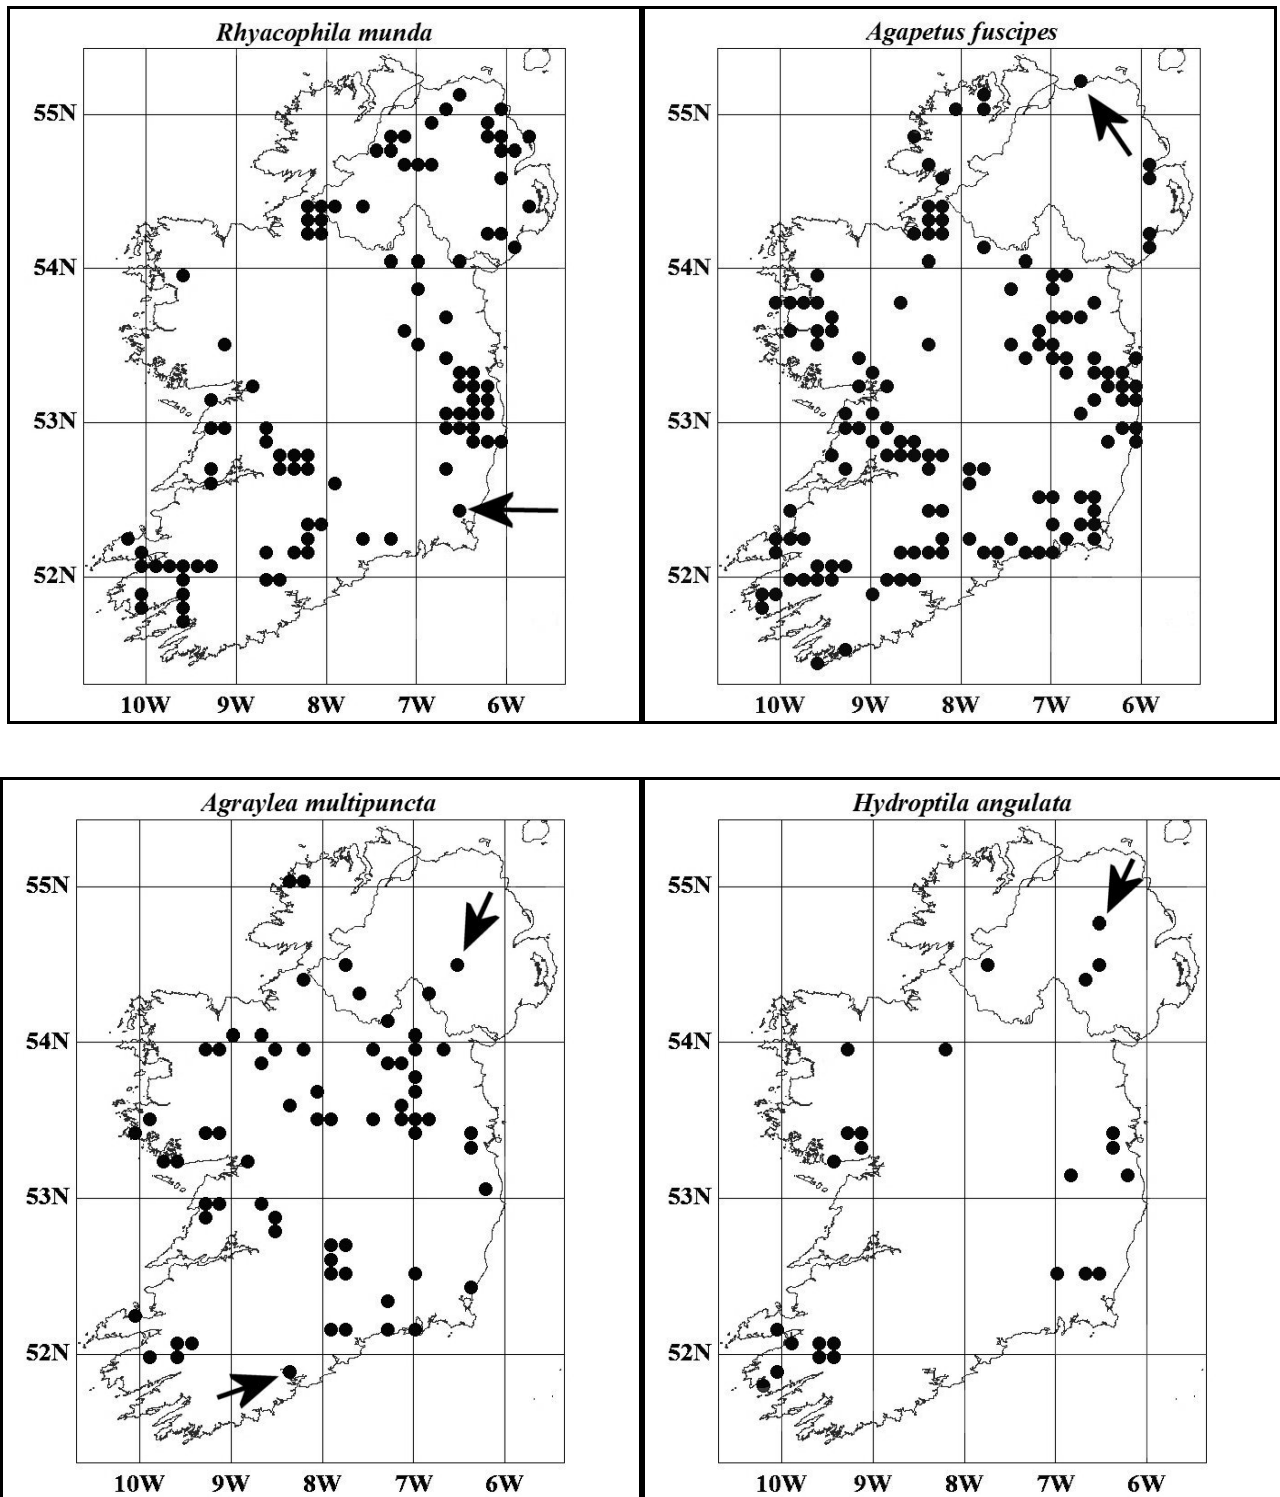 Rhyacophila munda
55N
54N
53N
52N
10W 9W 8W 7W 6W
Agapetus fuscipes
55N
54N
53N
52N
10W 9W 8W 7W 6W
Agraylea multipuncta
55N
54N
53N
52N
10W 9W 8W 7W 6W
Hydroptila angulata
55N
54N
53N
52N
10W 9W 8W 7W 6W